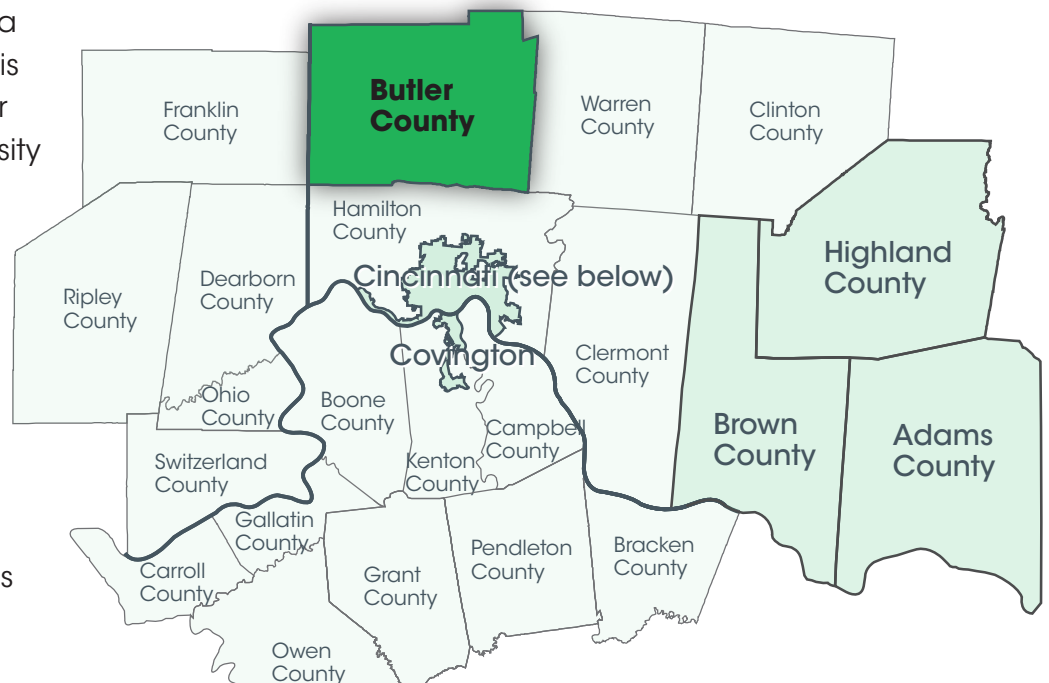 a
is
r
sity
s
Butler
County
Franklin
County
Warren
County
Clinton
County
Hamilton
County
Highland
County
Cincinnati (see below)
Dearborn
County
Ripley
County
Covington
Clermont
County
Ohio
County
Boone
County
Brown
County
Adams
County
Campbell
County
Kenton
County
Switzerland
County
Gallatin
County
Pendleton
County
Bracken
County
Carroll
County
Grant
County
Owen
County